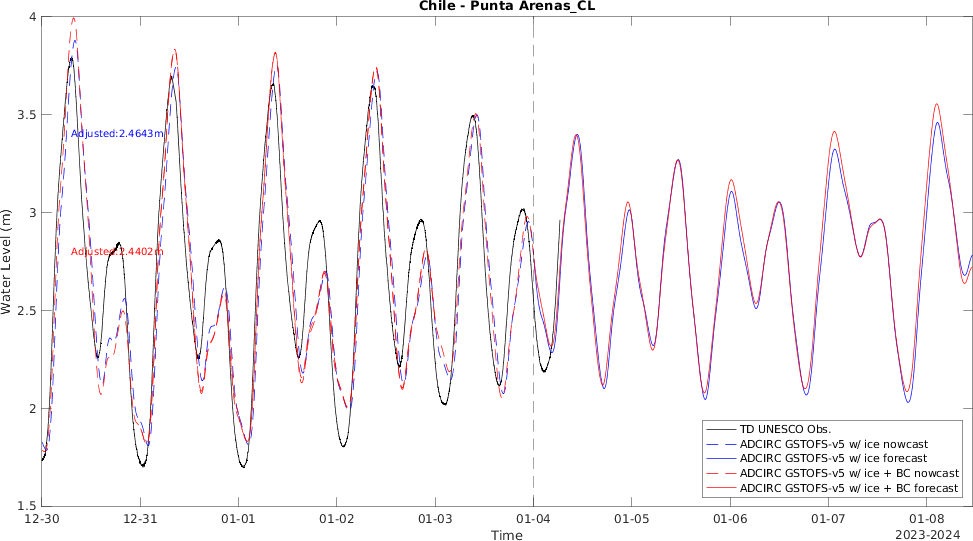 Chile - Punta Arenas_CL
4
3.5
3
2.5
2
1.5
Water Level (m)
Adjusted:2.4643m
Adjusted:2.4402m
TD UNESCO Obs.
ADCIRC GSTOFS-v5 w/ ice nowcast
ADCIRC GSTOFS-v5 w/ ice forecast
ADCIRC GSTOFS-v5 w/ ice + BC nowcast
ADCIRC GSTOFS-v5 w/ ice + BC forecast
12-30 12-31 01-01 01-02 01-03 01-04 01-05 01-06 01-07 01-08
Time
2023-2024